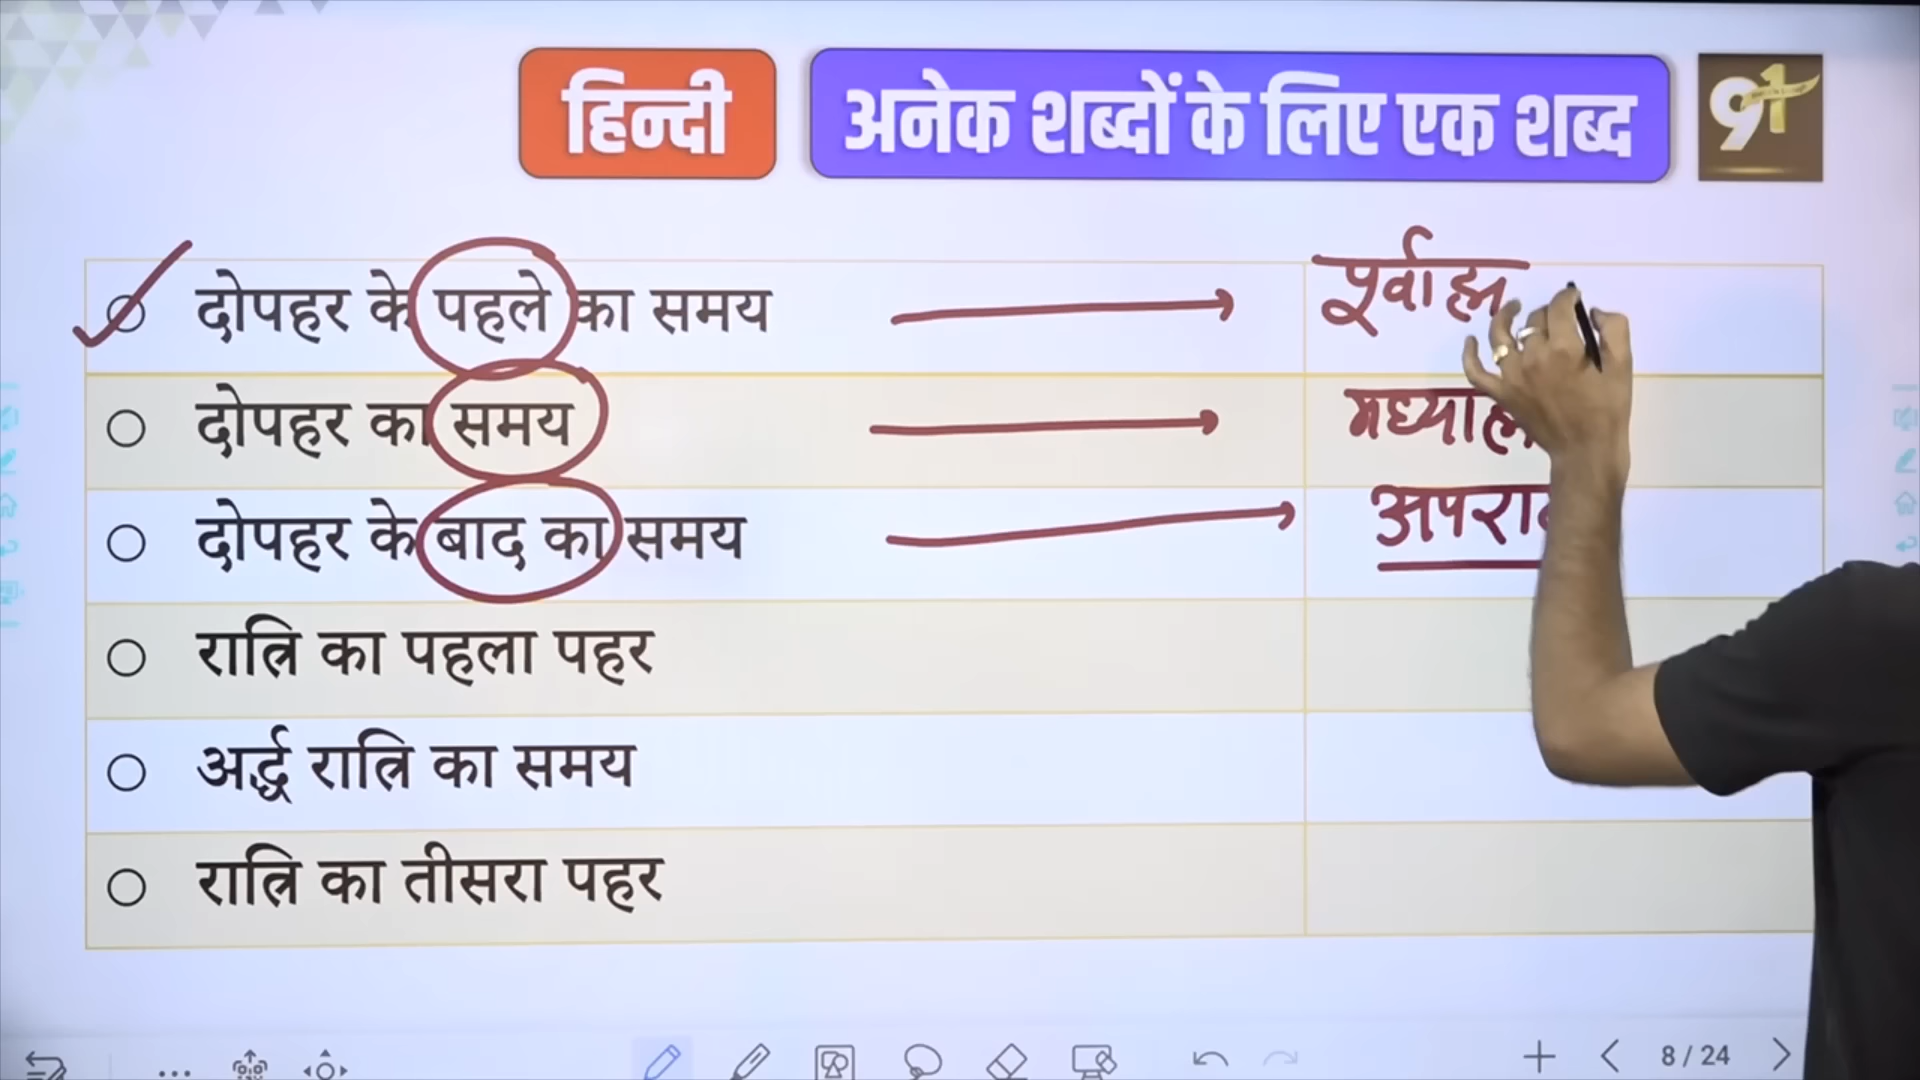 हिन्दी
अनेक शब्दों के लिए एक शब्द
91
दोपहर के पहले का समय
पूर्वाह्न
दोपहर का समय
दोपहर के बाद का समय
रात्रि का पहला पहर
अर्द्ध रात्रि का समय
रात्रि का तीसरा पहर
8 / 24